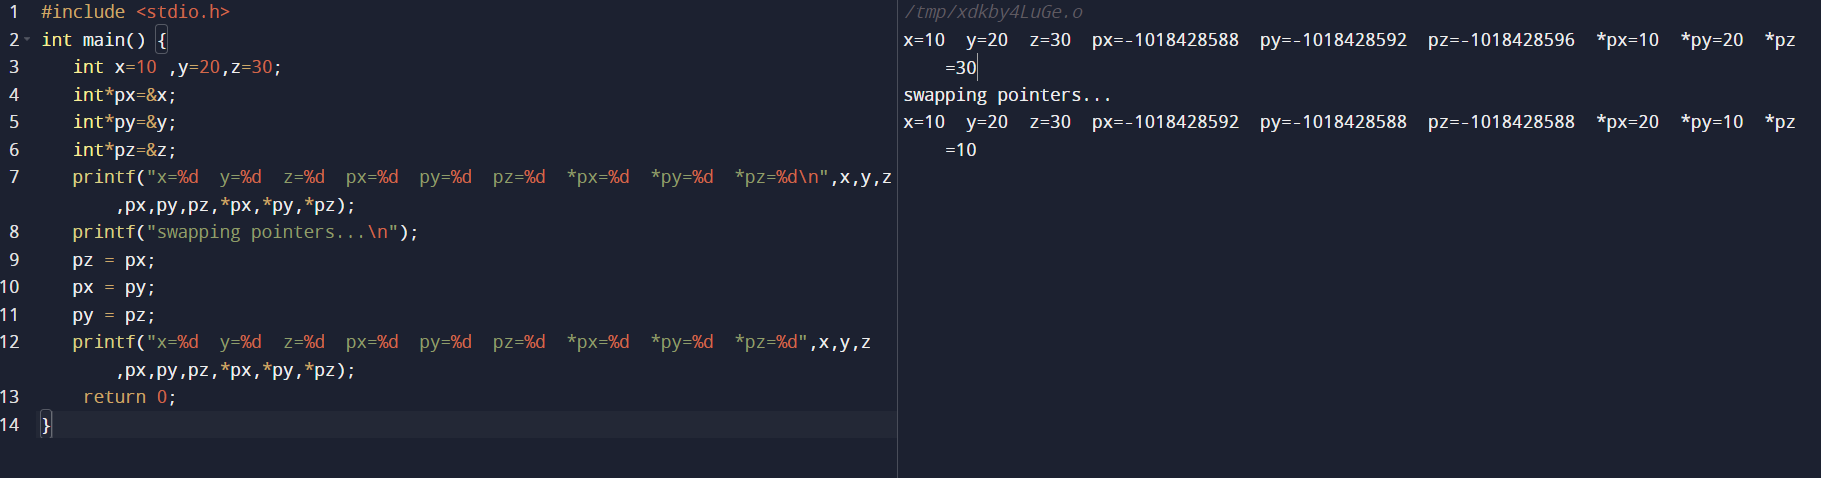 1 #include <stdio.h>
2 int main() {
3 int x=10 ,y=20,z=30;
4 int*px=&x;
5 int*py=&y;
6 int*pz=&z;
7 printf("x=%d  y=%d  z=%d  px=%d  py=%d  pz=%d  *px=%d  *py=%d  *pz=%d\n",x,y,z
,px,py,pz,*px,*py,*pz);
8 printf("swapping pointers...\n");
9 pz = px;
10 px = py;
11 py = pz;
12 printf("x=%d  y=%d  z=%d  px=%d  py=%d  pz=%d  *px=%d  *py=%d  *pz=%d",x,y,z
,px,py,pz,*px,*py,*pz);
13 return 0;
14 }
/tmp/xdkby4LuGe.o
x=10  y=20  z=30  px=-1018428588  py=-1018428592  pz=-1018428596  *px=10  *py=20  *pz
=30
swapping pointers...
x=10  y=20  z=30  px=-1018428592  py=-1018428588  pz=-1018428588  *px=20  *py=10  *pz
=10